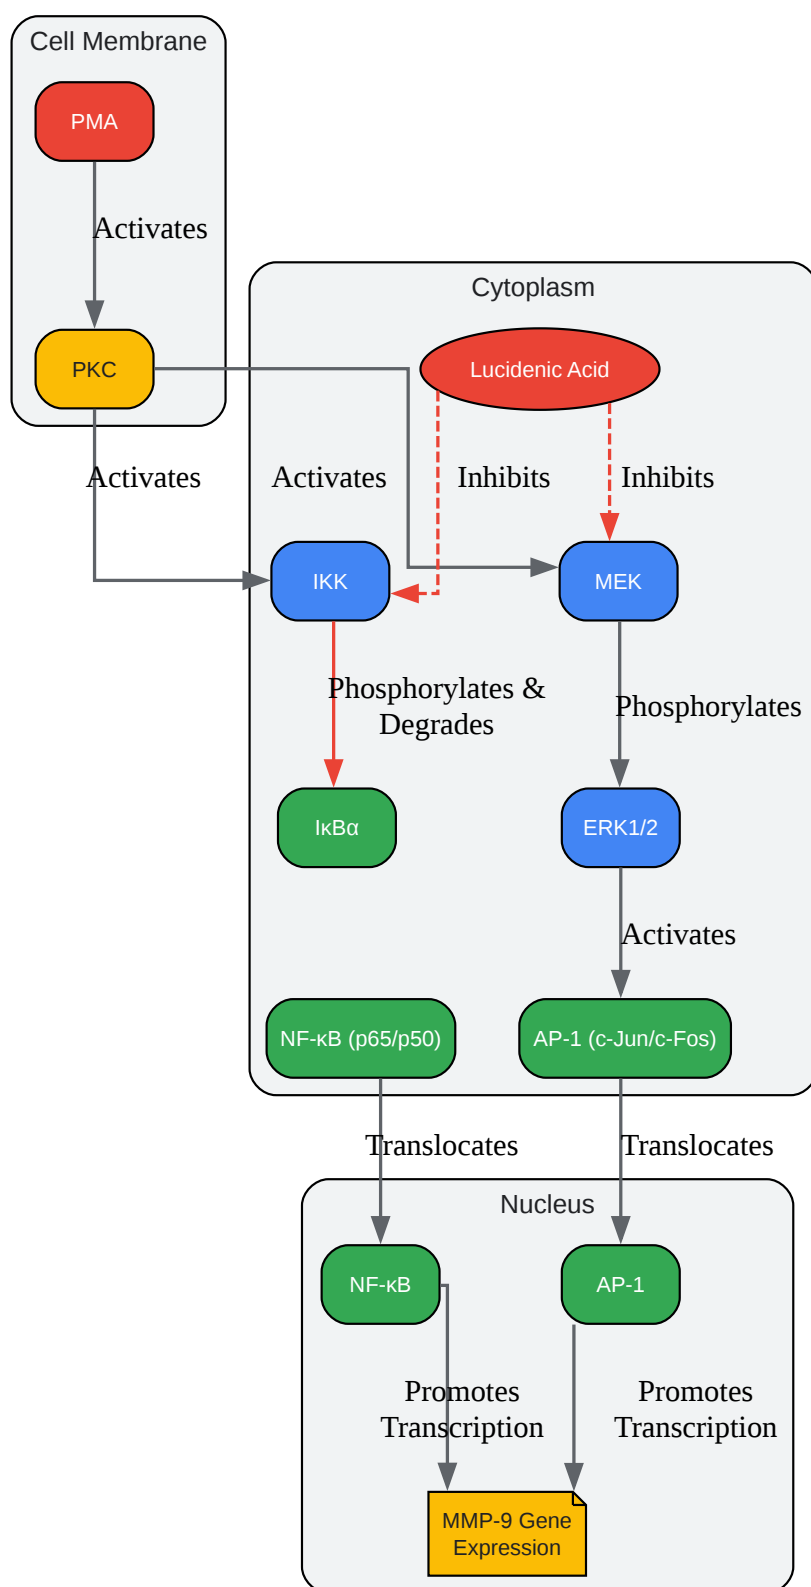 Cell Membrane
PMA
Activates
Cytoplasm
PKC
Lucidenic Acid
Activates
Activates
Inhibits
Inhibits
IKK
MEK
Phosphorylates &
Degrades
Phosphorylates
IκBα
ERK1/2
Activates
NF-κB (p65/p50)
AP-1 (c-Jun/c-Fos)
Translocates
Translocates
Nucleus
NF-κB
AP-1
Promotes
Transcription
Promotes
Transcription
MMP-9 Gene
Expression